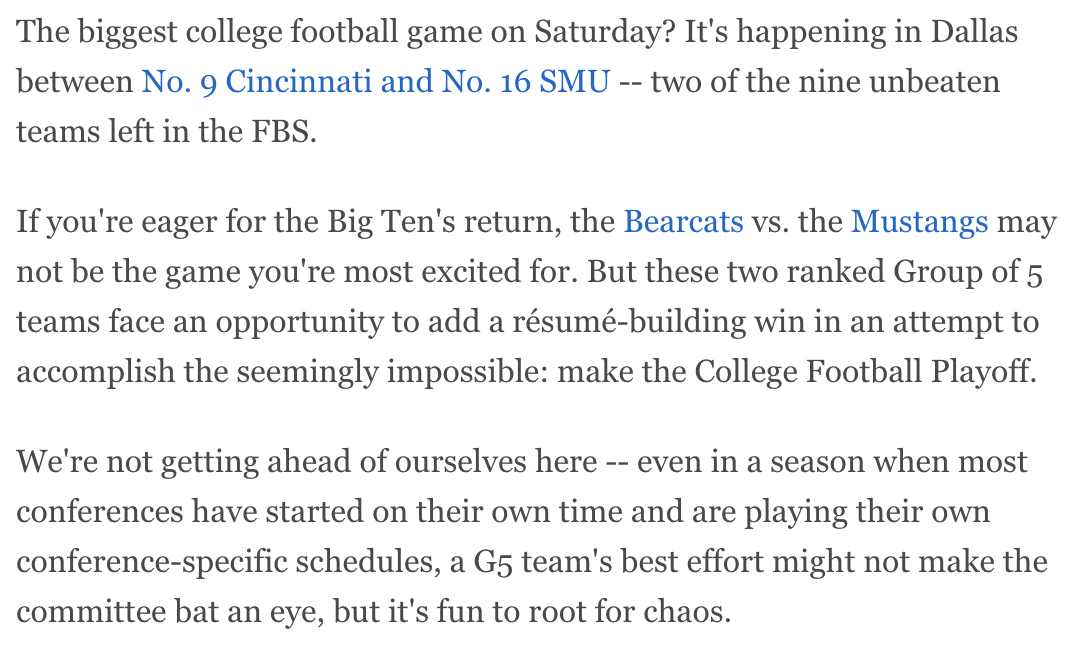 The biggest college football game on Saturday? It's happening in Dallas
between No. 9 Cincinnati and No. 16 SMU -- two of the nine unbeaten
teams left in the FBS.
If you're eager for the Big Ten's return, the Bearcats vs. the Mustangs may
not be the game you're most excited for. But these two ranked Group of 5
teams face an opportunity to add a résumé-building win in an attempt to
accomplish the seemingly impossible: make the College Football Playoff.
We're not getting ahead of ourselves here -- even in a season when most
conferences have started on their own time and are playing their own
conference-specific schedules, a G5 team's best effort might not make the
committee bat an eye, but it's fun to root for chaos.